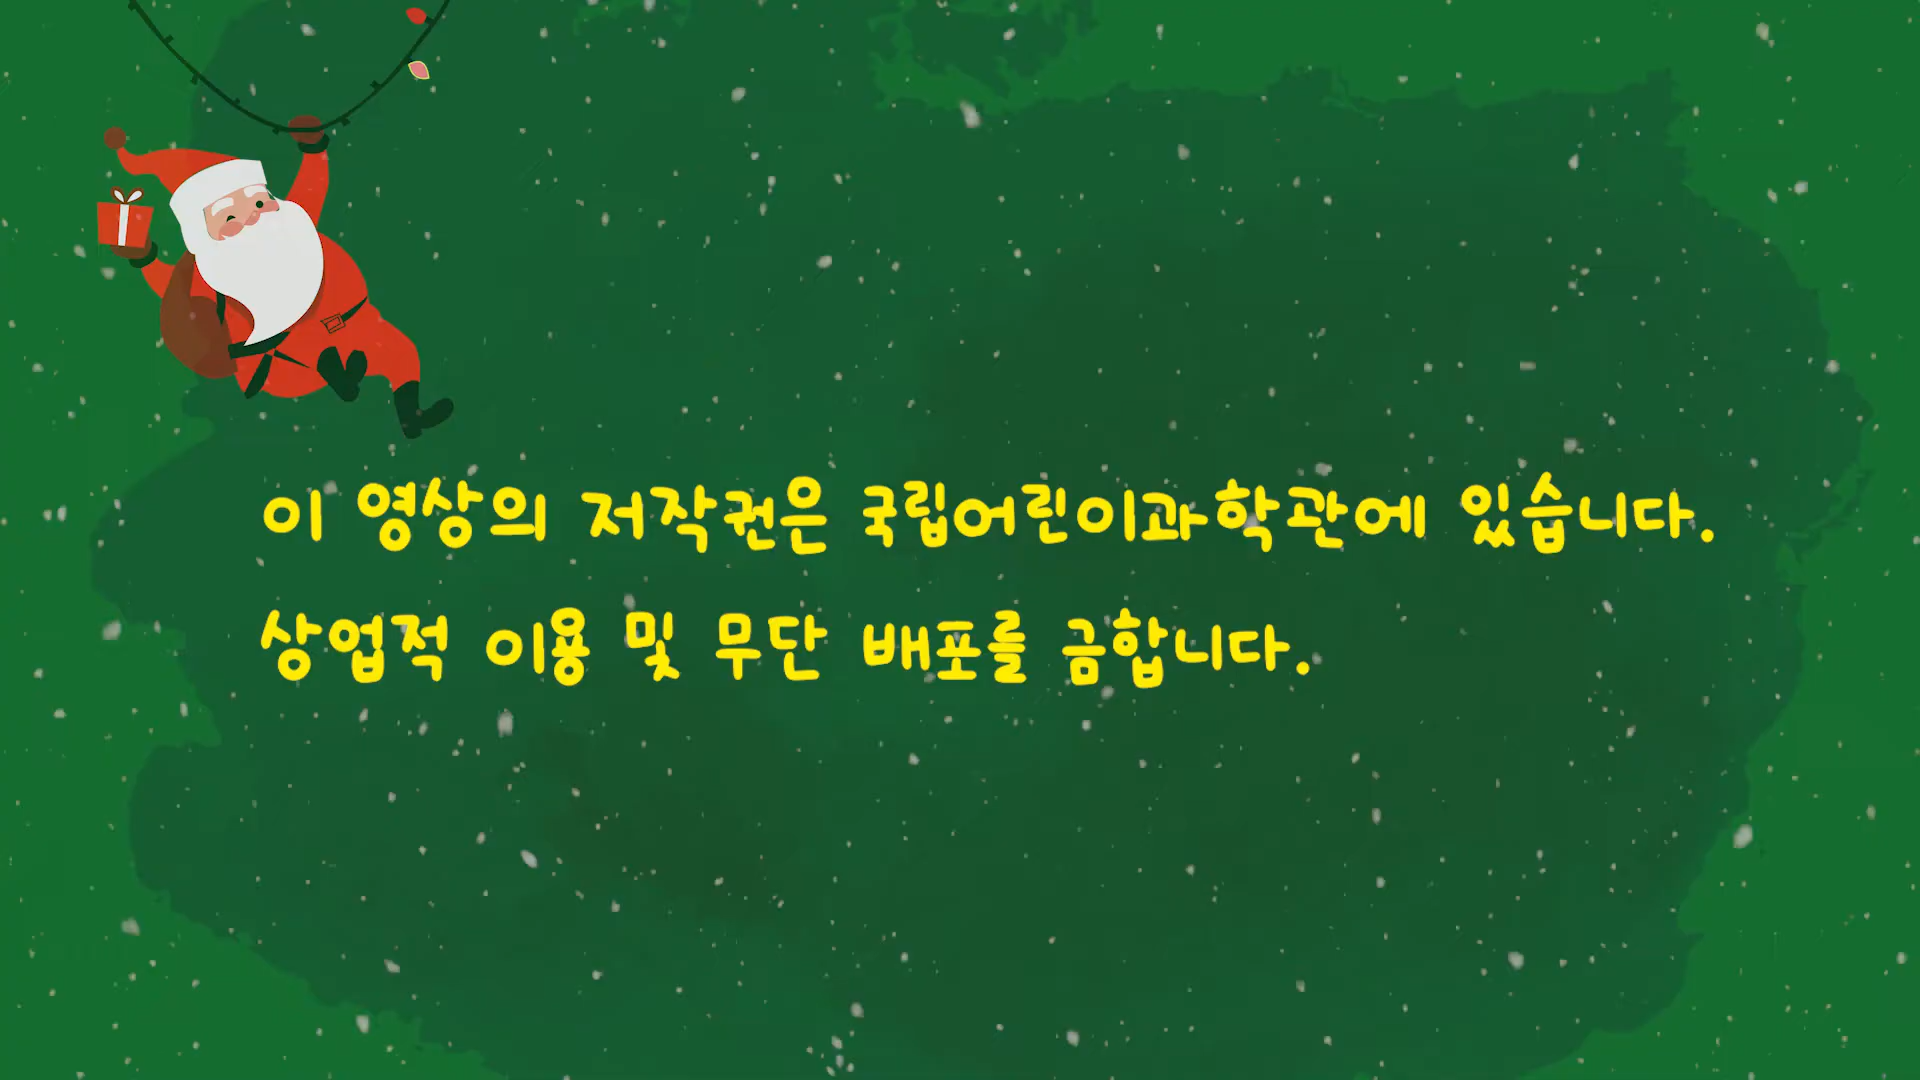 이 영상의 저작권은 국립어린이과학관에 있습니다.
상업적 이용 및 무단 배포를 금합니다.